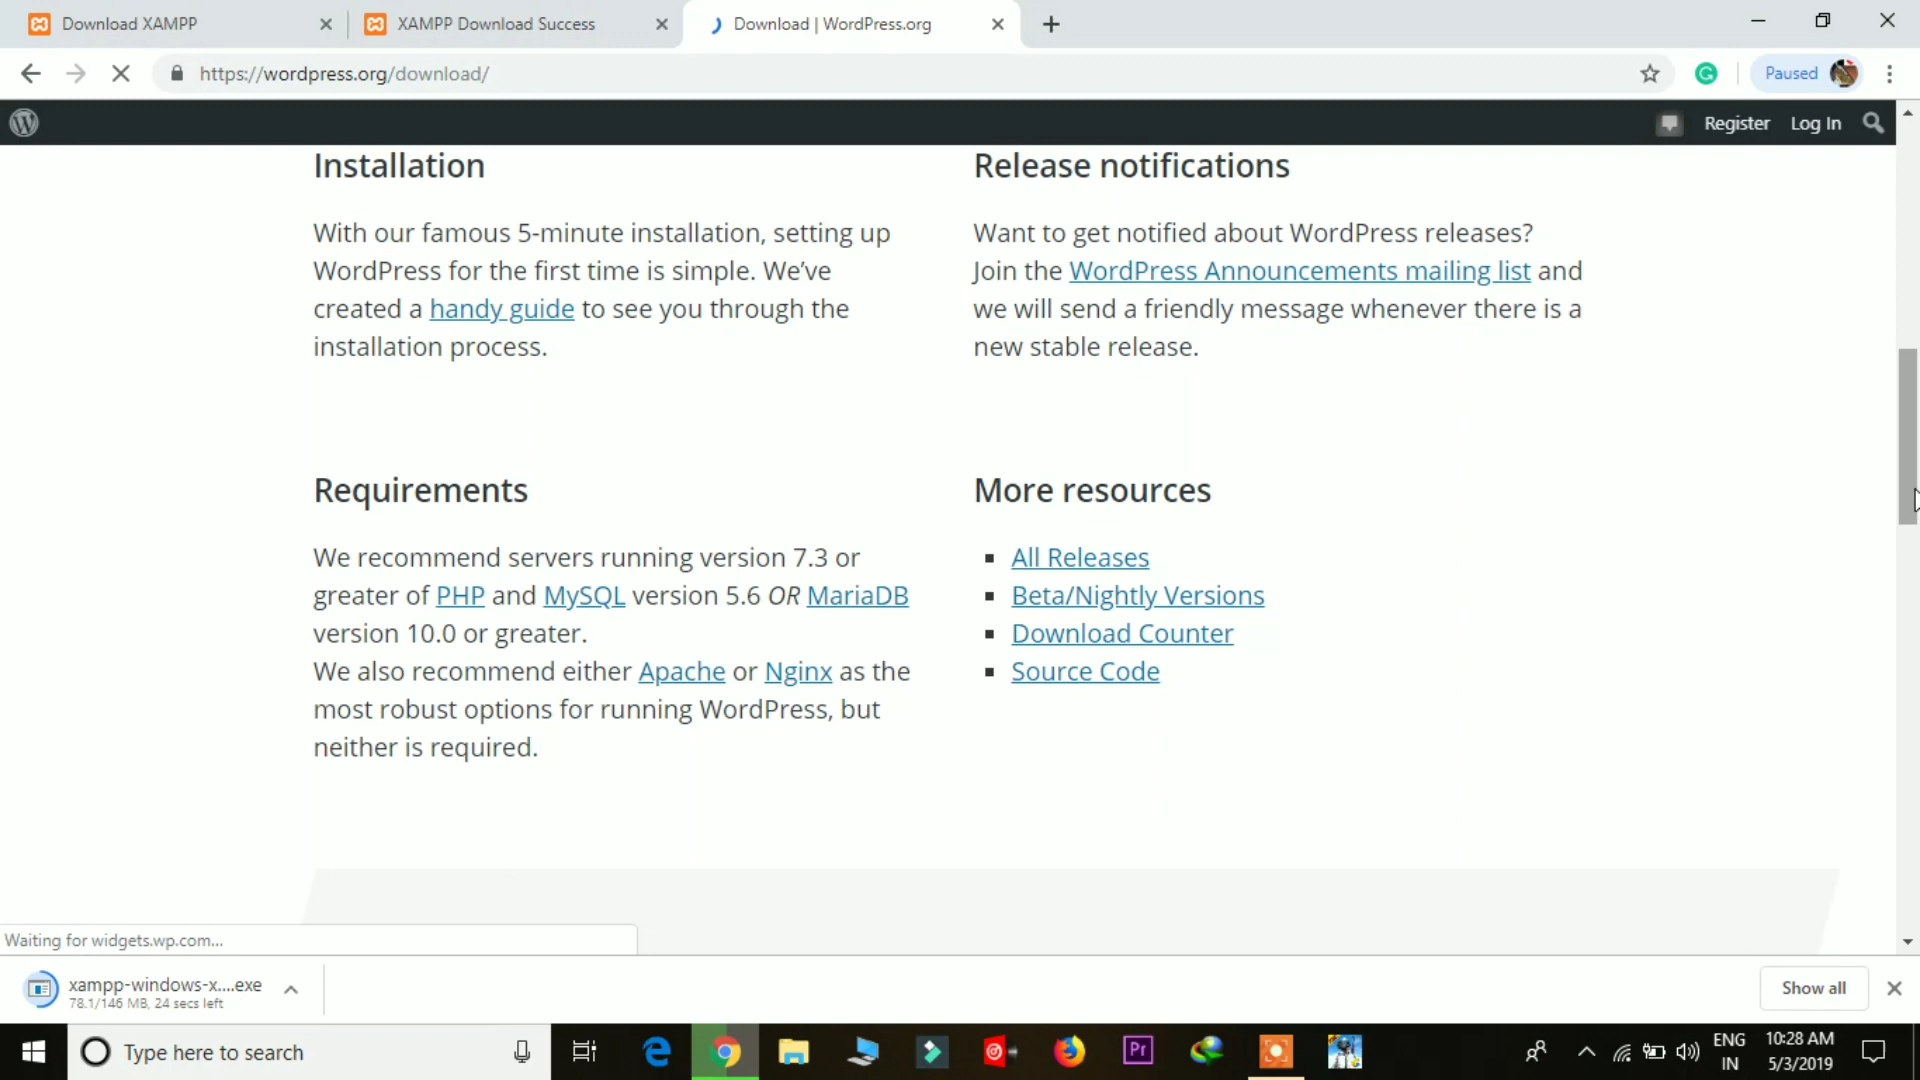 Download XAMPP
XAMPP Download Success
Download | WordPress.org
https://wordpress.org/download/
Paused
Register
Log In
Installation
With our famous 5-minute installation, setting up
WordPress for the first time is simple. We’ve
created a handy guide to see you through the
installation process.
Release notifications
Want to get notified about WordPress releases?
Join the WordPress Announcements mailing list and
we will send a friendly message whenever there is a
new stable release.
Requirements
We recommend servers running version 7.3 or
greater of PHP and MySQL version 5.6 OR MariaDB
version 10.0 or greater.
We also recommend either Apache or Nginx as the
most robust options for running WordPress, but
neither is required.
More resources
All Releases
Beta/Nightly Versions
Download Counter
Source Code
Waiting for widgets.wp.com...
xampp-windows-x....exe
78.1/146 MB, 24 secs left
Show all
Type here to search
Pr
ENG
IN
10:28 AM
5/3/2019